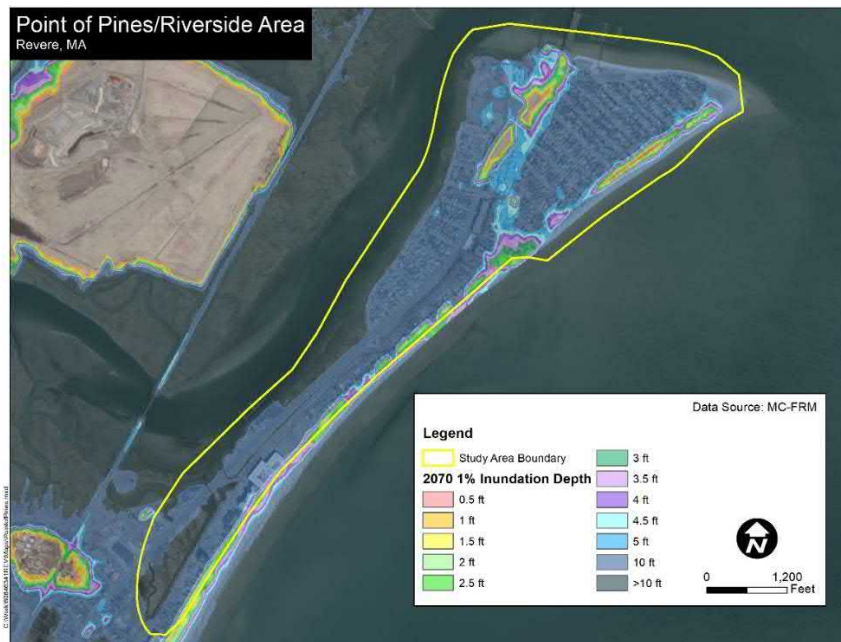 Point of Pines/Riverside Area
Revere, MA
Data Source: MC-FRM
Legend
Study Area Boundary
2070 1% Inundation Depth
0.5 ft
1 ft
1.5 ft
2 ft
2.5 ft
3 ft
3.5 ft
4 ft
4.5 ft
5 ft
10 ft
>10 ft
N
0 1,200
Feet